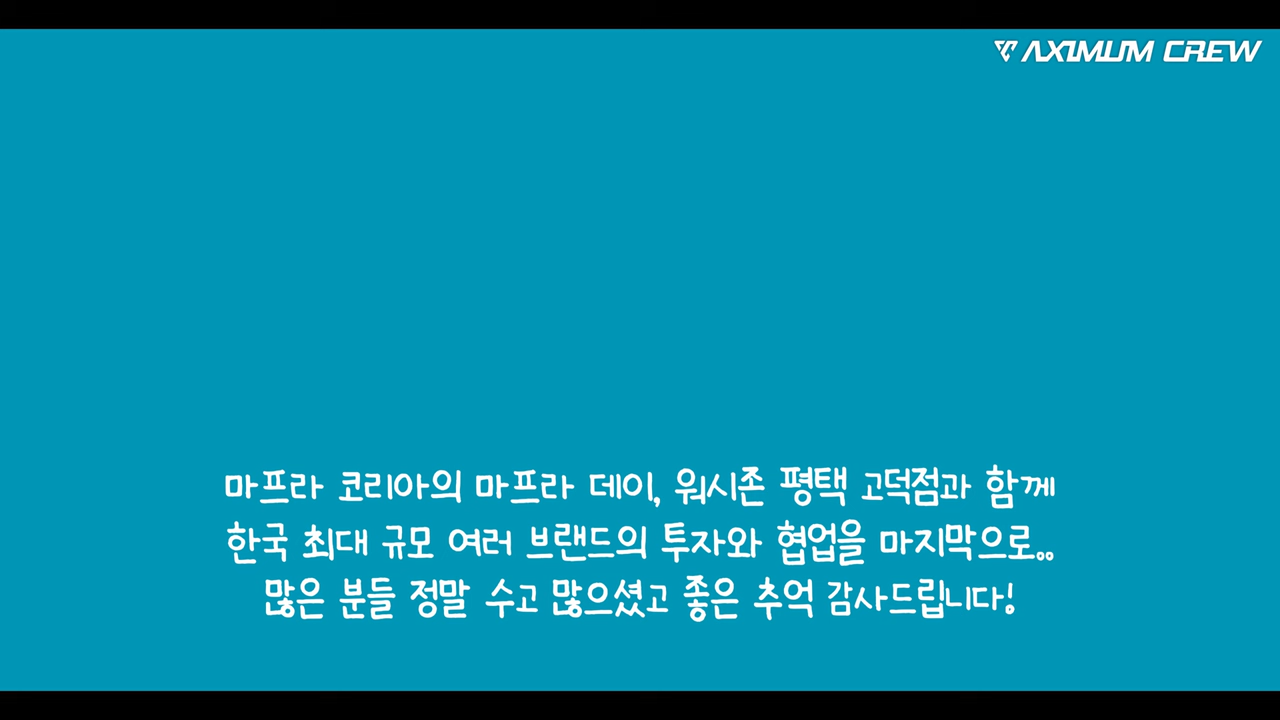 AXIMUM CREW
마프라 코리아의 마프라 데이, 워시존 평택 고덕점과 함께
한국 최대 규모 여러 브랜드의 투자와 협업을 마지막으로..
많은 분들 정말 수고 많으셨고 좋은 추억 감사드립니다!